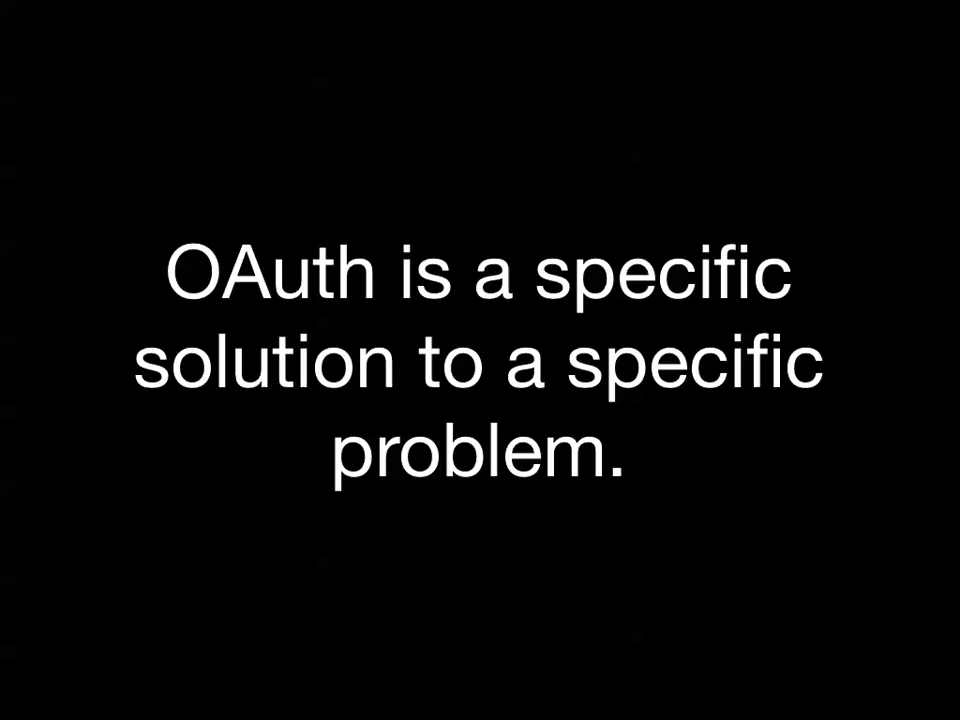 OAuth is a specific
solution to a specific
problem.